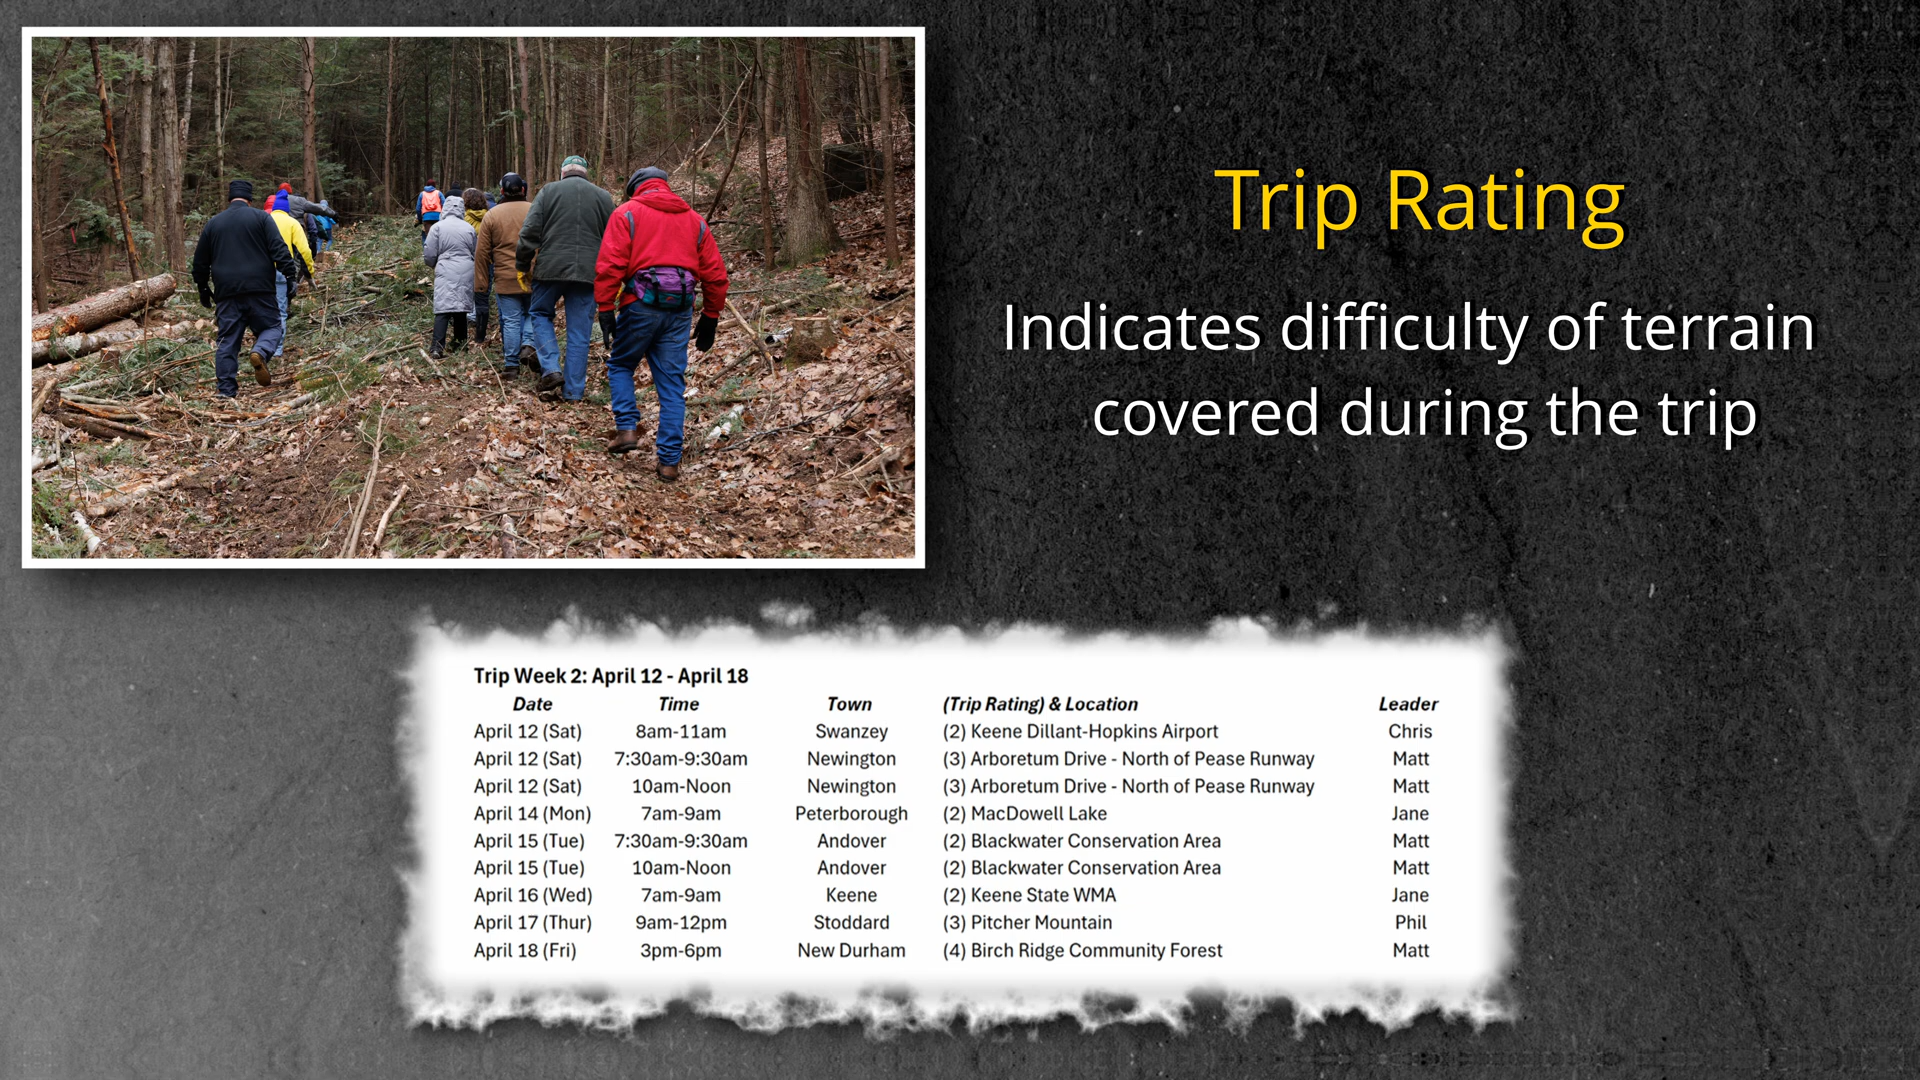 Trip Rating
Indicates difficulty of terrain
covered during the trip
Trip Week 2: April 12 - April 18
Date Time Town (Trip Rating) & Location Leader
April 12 (Sat) 8am-11am Swanzey (2) Keene Dillant-Hopkins Airport Chris
April 12 (Sat) 7:30am-9:30am Newington (3) Arboretum Drive - North of Pease Runway Matt
April 12 (Sat) 10am-Noon Newington (3) Arboretum Drive - North of Pease Runway Matt
April 14 (Mon) 7am-9am Peterborough (2) MacDowell Lake Jane
April 15 (Tue) 7:30am-9:30am Andover (2) Blackwater Conservation Area Matt
April 15 (Tue) 10am-Noon Andover (2) Blackwater Conservation Area Matt
April 16 (Wed) 7am-9am Keene (2) Keene State WMA Jane
April 17 (Thur) 9am-12pm Stoddard (3) Pitcher Mountain Phil
April 18 (Fri) 3pm-6pm New Durham (4) Birch Ridge Community Forest Matt